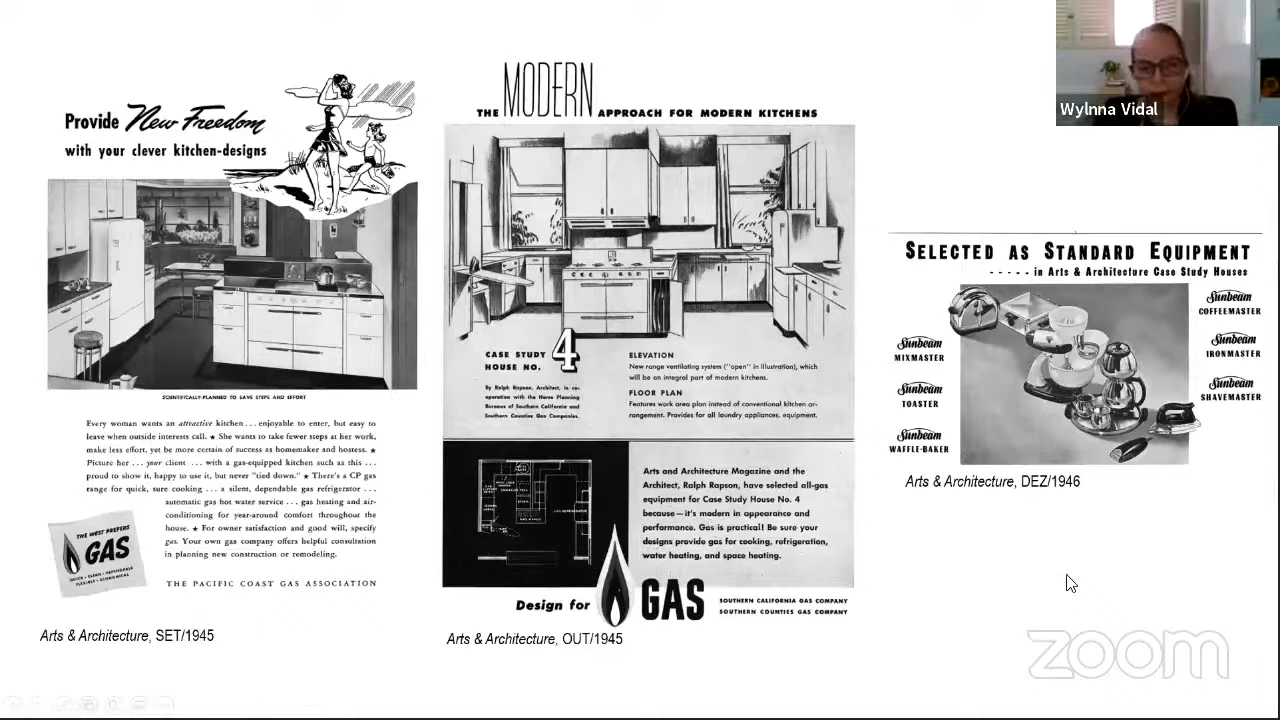 Provide New Freedom
with your clever kitchen-designs
SCIENTIFICALLY-PLANNED TO SAVE STEPS AND EFFORT
Every woman wants an attractive kitchen . . . enjoyable to enter, but easy to
leave when outside interests call. ★ She wants to take fewer steps at her work,
make less effort, yet be more certain of success as homemaker and hostess. ★
Picture her . . . your client . . . with a gas-equipped kitchen such as this . . .
proud to show it, happy to use it, but never "tied down." ★ There's a CP gas
range for quick, sure cooking . . . a silent, dependable gas refrigerator . . .
automatic gas hot water service . . . gas heating and air-
conditioning for year-around comfort throughout the
house. ★ For owner satisfaction and good will, specify
gas. Your own gas company offers helpful consultation
in planning new construction or remodeling.
THE WEST PREFERS
GAS
QUICK • CLEAN • DEPENDABLE
FLEXIBLE • ECONOMICAL
THE PACIFIC COAST GAS ASSOCIATION
Arts & Architecture, SET/1945
THE MODERN APPROACH FOR MODERN KITCHENS
CASE STUDY
HOUSE NO. 4
By Ralph Rapson, Architect, in co-
operation with the Home Planning
Bureaus of Southern California and
Southern Counties Gas Companies.
ELEVATION
New range ventilating system ("open" in illustration), which
will be an integral part of modern kitchens.
FLOOR PLAN
Features work area plan instead of conventional kitchen ar-
rangement. Provides for all laundry appliances, equipment.
Arts and Architecture Magazine and the
Architect, Ralph Rapson, have selected all-gas
equipment for Case Study House No. 4
because—it's modern in appearance and
performance. Gas is practical! Be sure your
designs provide gas for cooking, refrigeration,
water heating, and space heating.
Design for GAS
SOUTHERN CALIFORNIA GAS COMPANY
SOUTHERN COUNTIES GAS COMPANY
Arts & Architecture, OUT/1945
SELECTED AS STANDARD EQUIPMENT
- - - - - in Arts & Architecture Case Study Houses
Sunbeam
MIXMASTER
Sunbeam
TOASTER
Sunbeam
WAFFLE-BAKER
Sunbeam
COFFEEMASTER
Sunbeam
IRONMASTER
Sunbeam
SHAVEMASTER
Arts & Architecture, DEZ/1946
Wylnna Vidal
zoom